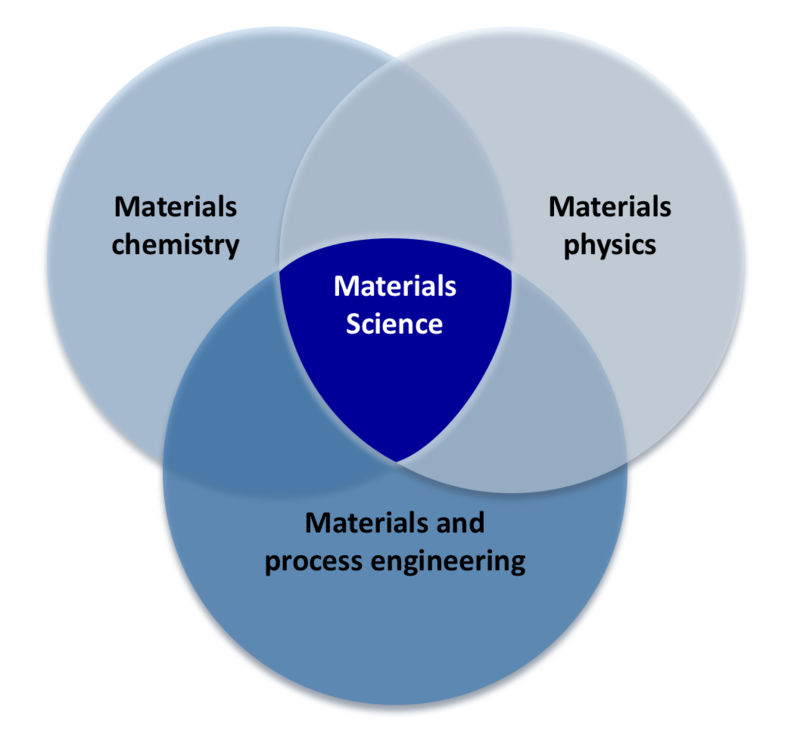 Materials
chemistry
Materials
physics
Materials
Science
Materials and
process engineering